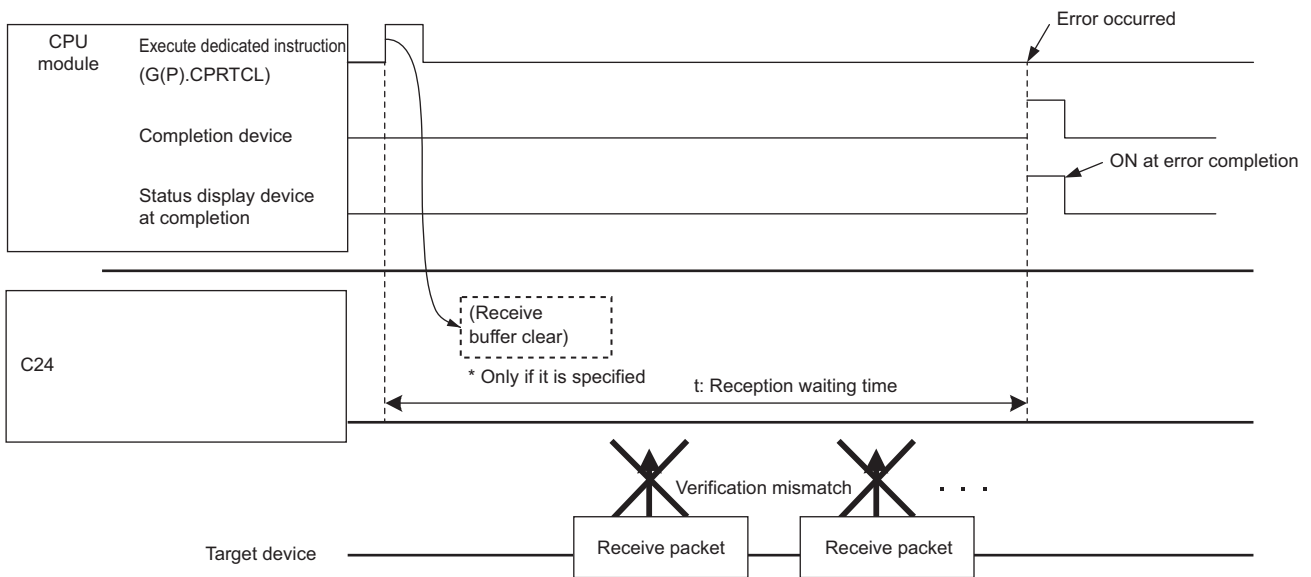 Error occurred
CPU
module
Execute dedicated instruction
(G(P).CPRTCL)
Completion device
ON at error completion
Status display device
at completion
(Receive
buffer clear)
C24
* Only if it is specified
t: Reception waiting time
Verification mismatch
. . .
Target device
Receive packet
Receive packet